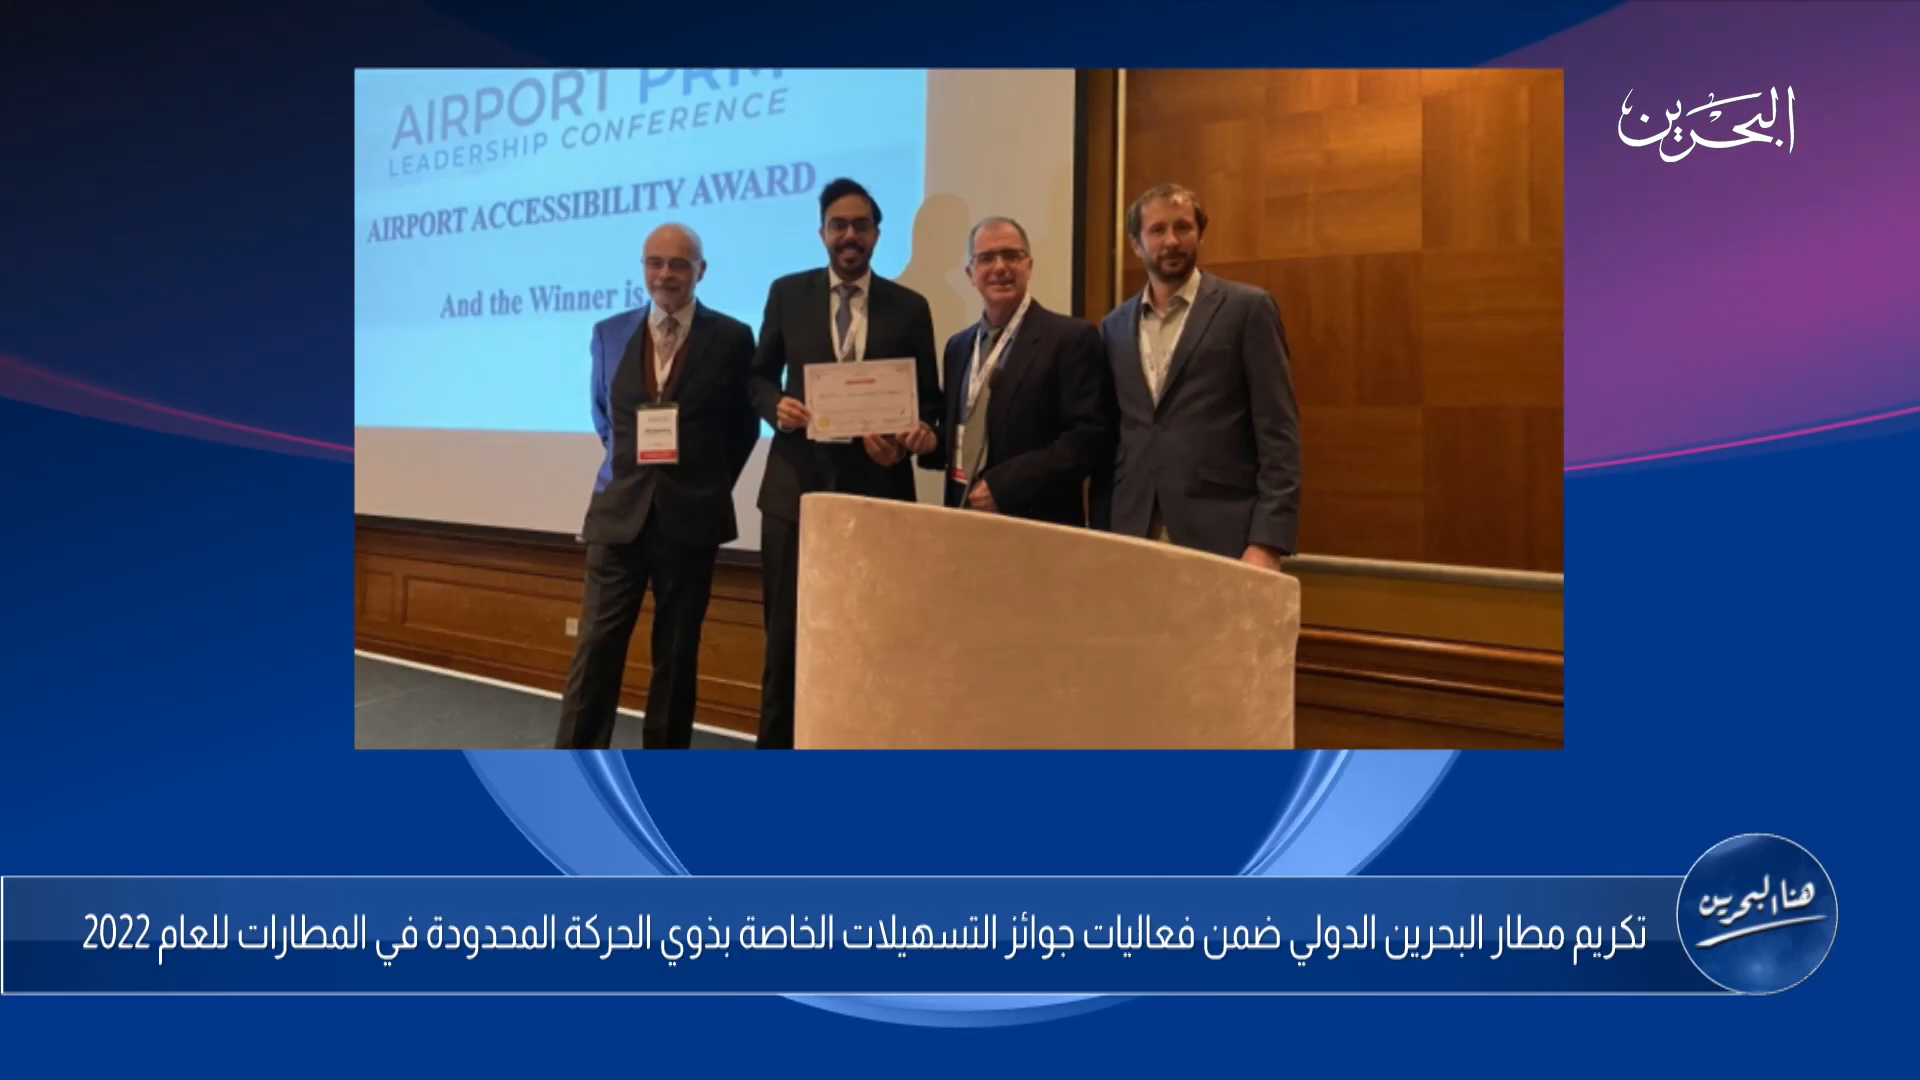 AIRPORT PRM
LEADERSHIP CONFERENCE
AIRPORT ACCESSIBILITY AWARD
And the Winner is
البحرين
هنا البحرين
تكريم مطار البحرين الدولي ضمن فعاليات جوائز التسهيلات الخاصة بذوي الحركة المحدودة في المطارات للعام 2022